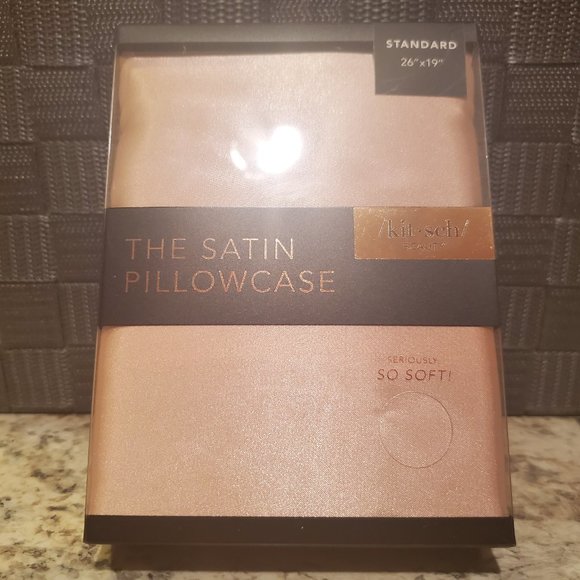 STANDARD
26"x19"
/kit•sch/
THE SATIN
PILLOWCASE
SERIOUSLY,
SO SOFT!